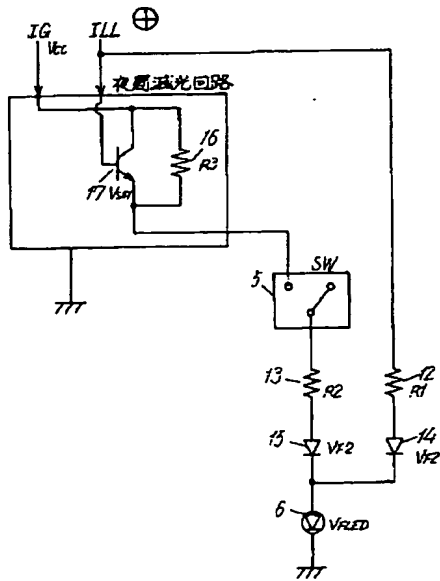 IG
ILL
⊕
Vcc
夜間減光回路
16
R3
17
VSAT
SW
5
13
R2
12
R1
15
VF2
14
VF2
6
VFLED